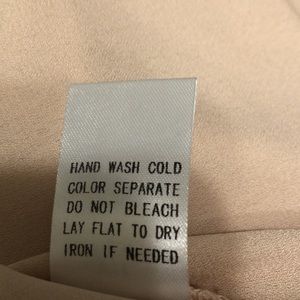 HAND WASH COLD
COLOR SEPARATE
DO NOT BLEACH
LAY FLAT TO DRY
IRON IF NEEDED